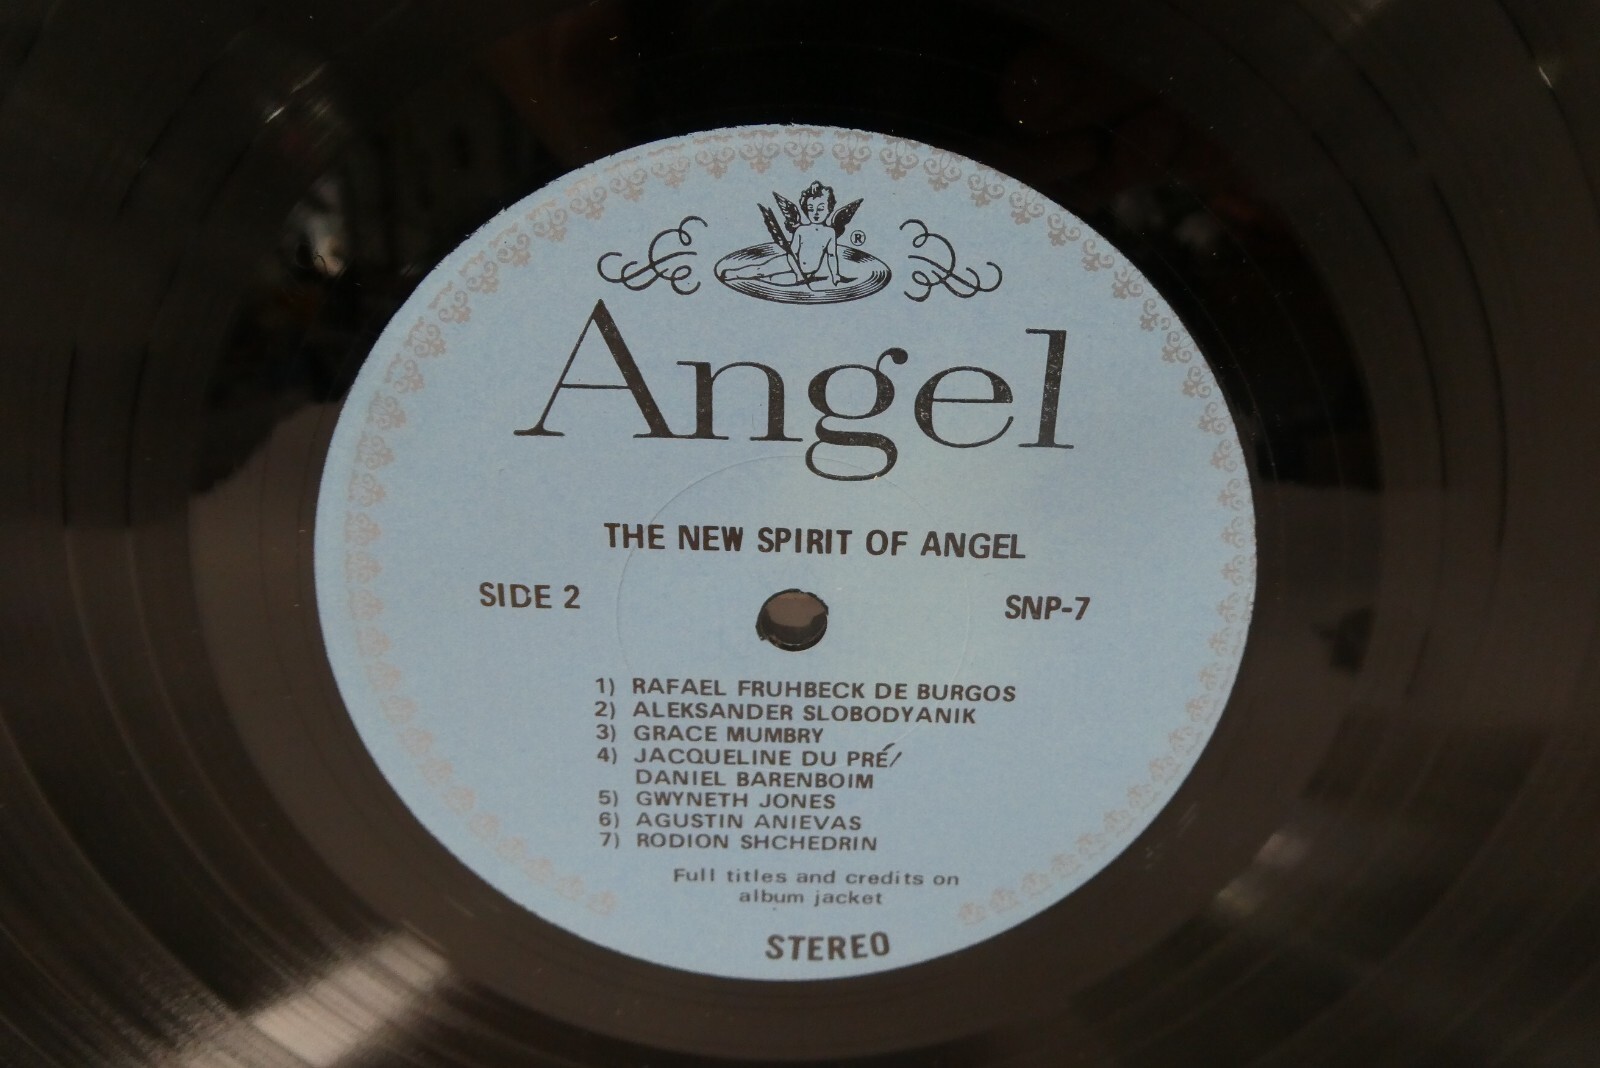 ®
Angel
THE NEW SPIRIT OF ANGEL
SIDE 2
SNP-7
1) RAFAEL FRUHBECK DE BURGOS
2) ALEKSANDER SLOBODYANIK
3) GRACE MUMBRY
4) JACQUELINE DU PRÉ/
DANIEL BARENBOIM
5) GWYNETH JONES
6) AGUSTIN ANIEVAS
7) RODION SHCHEDRIN
Full titles and credits on
album jacket
STEREO